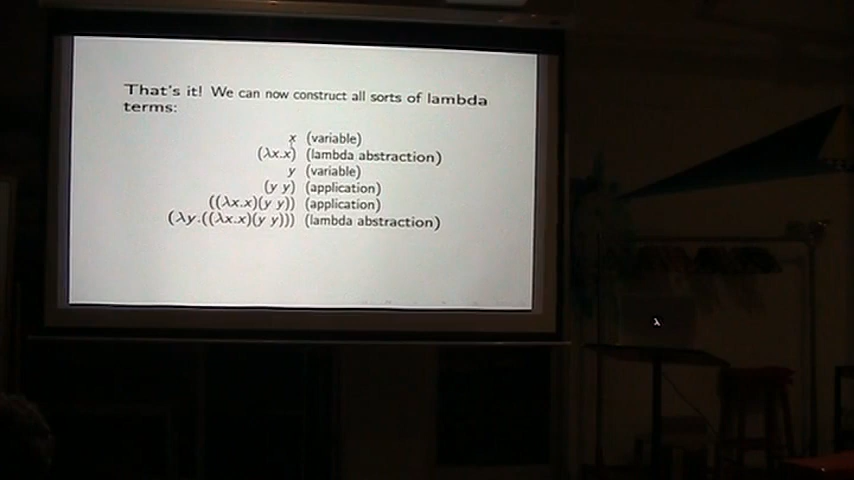 That's it! We can now construct all sorts of lambda
terms:
x (variable)
(λx.x) (lambda abstraction)
y (variable)
(y y) (application)
((λx.x)(y y)) (application)
(λy.((λx.x)(y y))) (lambda abstraction)
λ